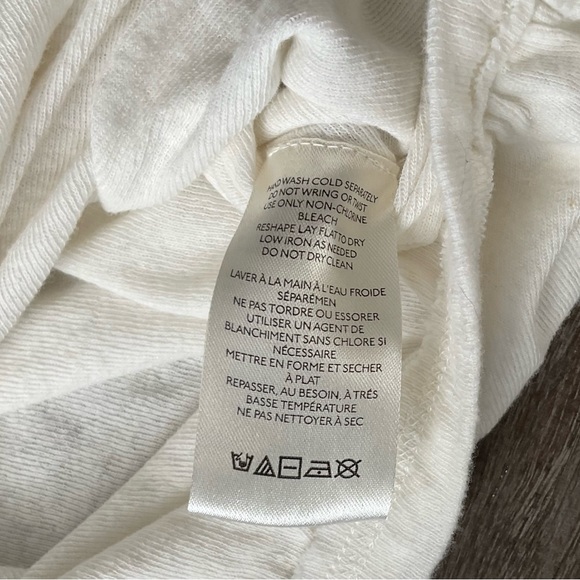 HAND WASH COLD SEPARATELY
DO NOT WRING OR TWIST
USE ONLY NON-CHLORINE
BLEACH
RESHAPE LAY FLAT TO DRY
LOW IRON AS NEEDED
DO NOT DRY CLEAN
LAVER À LA MAIN À L'EAU FROIDE
SÉPARÉMEN
NE PAS TORDRE OU ESSORER
UTILISER UN AGENT DE
BLANCHIMENT SANS CHLORE SI
NÉCESSAIRE
METTRE EN FORME ET SECHER
À PLAT
REPASSER, AU BESOIN, À TRÉS
BASSE TEMPÉRATURE
NE PAS NETTOYER À SEC